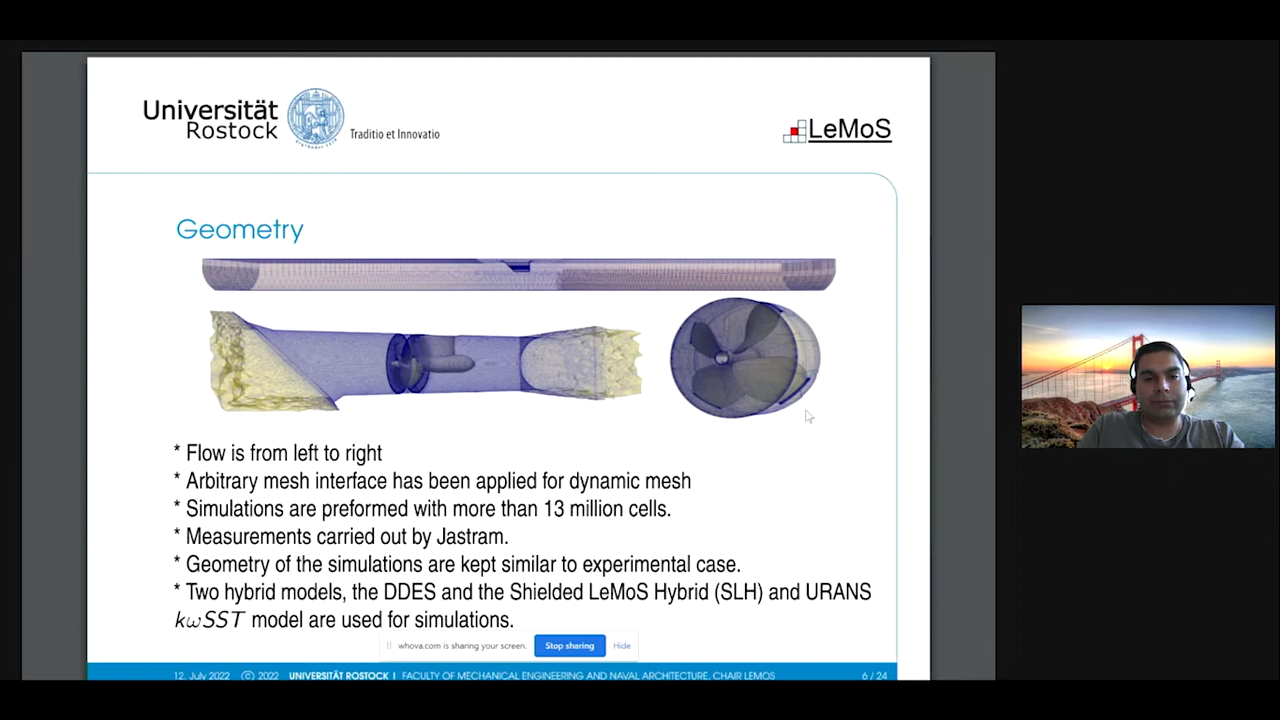 Universität
Rostock
Traditio et Innovatio
LeMoS
Geometry
* Flow is from left to right
* Arbitrary mesh interface has been applied for dynamic mesh
* Simulations are preformed with more than 13 million cells.
* Measurements carried out by Jastram.
* Geometry of the simulations are kept similar to experimental case.
* Two hybrid models, the DDES and the Shielded LeMoS Hybrid (SLH) and URANS
kωSST model are used for simulations.
whova.com is sharing your screen. Stop sharing Hide
12. July 2022 © 2022 UNIVERSITÄT ROSTOCK | FACULTY OF MECHANICAL ENGINEERING AND NAVAL ARCHITECTURE, CHAIR LEMOS 6 / 24